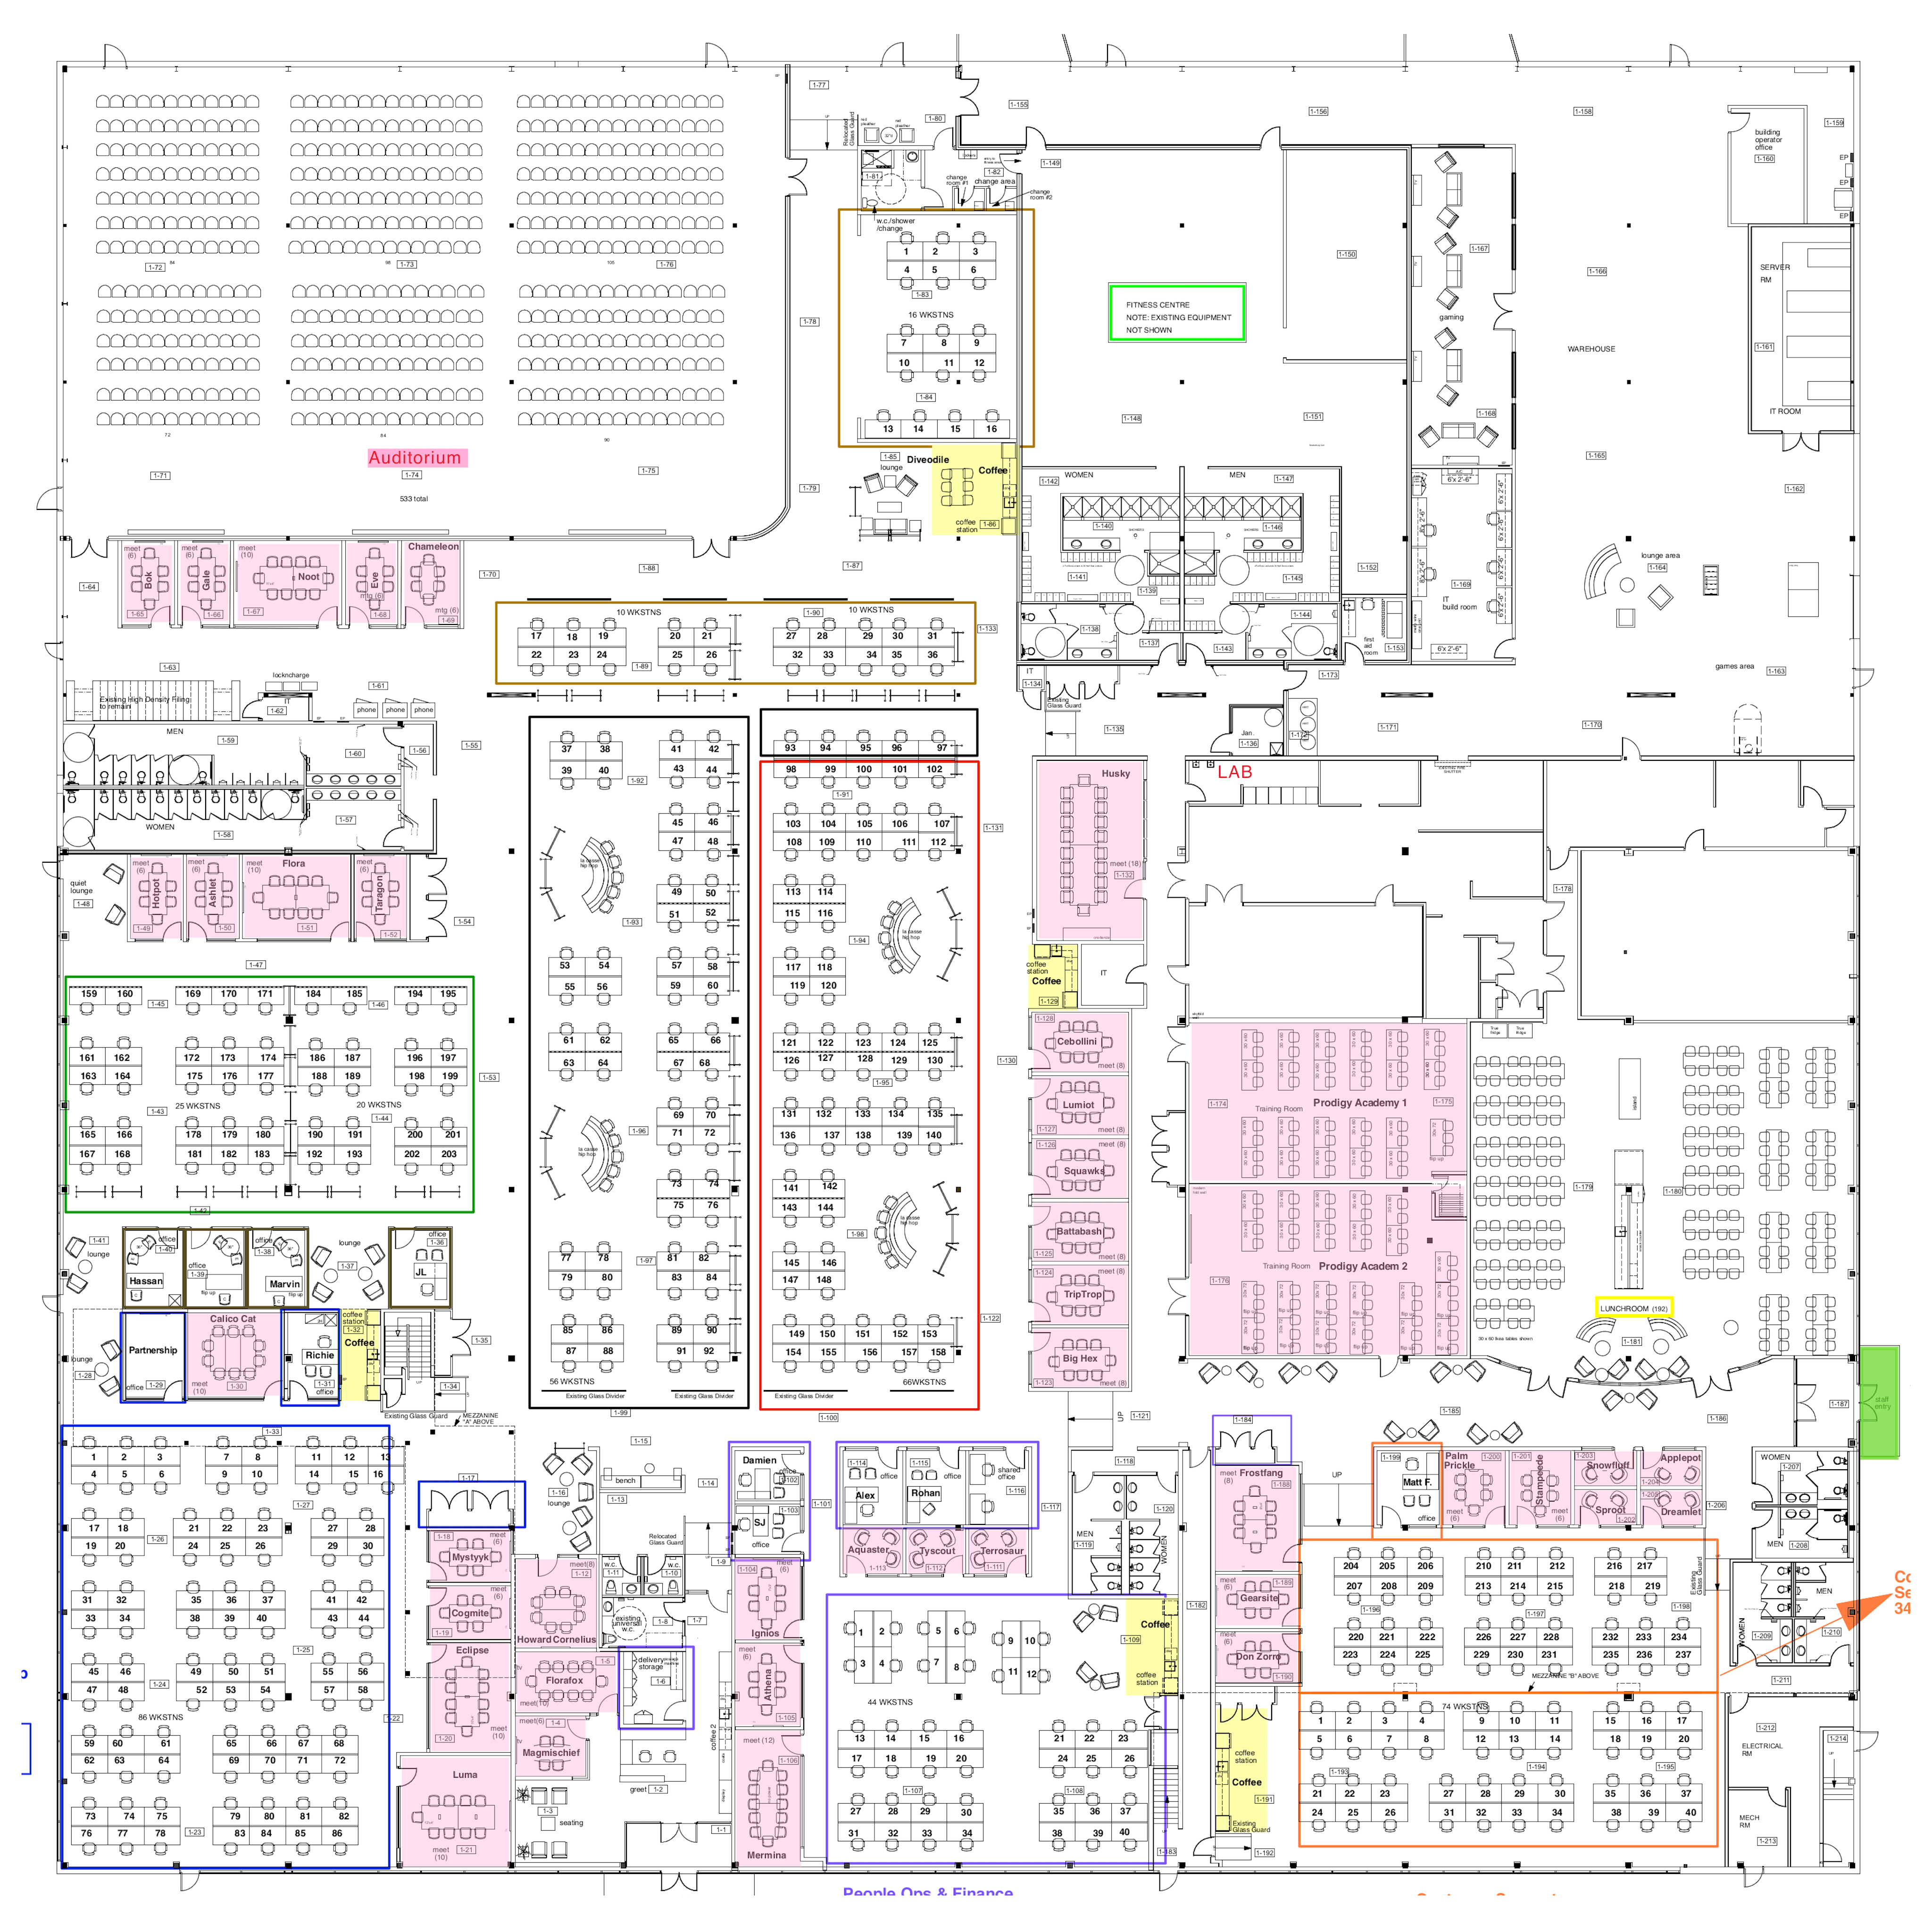 1-77
1-155
1-156
1-158
1-159
1-80
Relocated
Glass Guard
building
operator
office
1-160
1-149
1-81
1-82
change
room #1
change area
change
room #2
w.c./shower
/change
EP
EP
EP
1 2 3
4 5 6
1-83
16 WKSTNS
7 8 9
10 11 12
1-84
13 14 15 16
1-150
1-167
1-166
SERVER
RM
1-72
1-73
1-76
1-78
FITNESS CENTRE
NOTE: EXISTING EQUIPMENT
NOT SHOWN
gaming
WAREHOUSE
1-161
IT ROOM
1-148
1-151
1-168
72
84
90
Auditorium
1-71
1-74
1-75
533 total
1-79
1-85
lounge
Diveodile
Coffee
coffee
station
1-86
WOMEN
MEN
1-142
1-147
1-140
1-146
1-165
1-162
meet
(6)
Bok
1-65
meet
(6)
Gale
1-66
meet
(10)
Noot
1-67
Eve
mtg (6)
1-68
Chameleon
mtg (6)
1-69
1-64
1-70
1-88
1-87
1-141
1-139
1-145
1-152
1-169
IT
build room
lounge area
1-164
10 WKSTNS
1-90
10 WKSTNS
1-133
17 18 19 20 21 27 28 29 30 31
22 23 24 25 26 32 33 34 35 36
1-89
1-138
1-137
1-143
1-144
first
aid
room
1-153
6'x 2'-6"
1-63
lockncharge
1-61
IT
1-62
Existing High Density Filing
to remain
phone phone phone
IT
1-134
Existing
Glass Guard
1-173
games area
1-163
MEN
1-59
1-60
1-56
1-55
1-57
WOMEN
1-58
1-135
Jan.
1-136
1-171
1-170
37 38 41 42
39 40 43 44
1-92
45 46
47 48
49 50
51 52
1-93
53 54 57 58
55 56 59 60
61 62 65 66
63 64 67 68
69 70
71 72
1-96
73 74
75 76
77 78 81 82
1-97
79 80 83 84
85 86 89 90
87 88 91 92
56 WKSTNS
Existing Glass Divider
Existing Glass Divider
1-99
93 94 95 96 97
98 99 100 101 102
1-91
103 104 105 106 107
108 109 110 111 112
1-131
113 114
115 116
1-94
117 118
119 120
121 122 123 124 125
126 127 128 129 130
1-95
131 132 133 134 135
136 137 138 139 140
141 142
143 144
1-98
145 146
147 148
149 150 151 152 153
154 155 156 157 158
66WKSTNS
Existing Glass Divider
1-100
1-122
Husky
meet (18)
1-132
LAB
1-178
coffee
station
Coffee
1-129
IT
1-130
1-128
Cebollini
meet (8)
Lumiot
1-127
meet (8)
1-126
meet (8)
Squawks
Battabash
1-125
meet (8)
1-124
meet (8)
TripTrop
Big Hex
1-123
meet (8)
quiet
lounge
1-48
meet
(6)
Hotpot
1-49
meet
(6)
Ashlet
1-50
meet
(10)
Flora
1-51
meet
(6)
Taragon
1-52
1-54
1-47
159 160 169 170 171 184 185 194 195
1-45
1-46
161 162 172 173 174 186 187 196 197
163 164 175 176 177 188 189 198 199
1-53
1-43
25 WKSTNS
20 WKSTNS
1-44
165 166 178 179 180 190 191 200 201
167 168 181 182 183 192 193 202 203
1-42
1-174
Training Room
Prodigy Academy 1
1-175
1-176
Training Room
Prodigy Academ 2
island
1-179
1-180
LUNCHROOM (192)
30 x 60 Ikea tables shown
1-181
1-41
lounge
office
1-40
Hassan
office
1-39
flip up
office
1-38
Marvin
flip up
lounge
1-37
office
1-36
JL
Partnership
office
1-29
Calico Cat
meet
(10)
1-30
Richie
1-31
office
coffee
station
1-32
Coffee
1-35
1-34
lounge
1-28
Existing Glass Guard
MEZZANINE
"A" ABOVE
UP
1-121
1-185
1-186
1-187
staff
entry
1-33
1 2 3 7 8 11 12 13
4 5 6 9 10 14 15 16
1-27
17 18 21 22 23 27 28
1-26
19 20 24 25 26 29 30
31 32 35 36 37 41 42
33 34 38 39 40 43 44
1-25
45 46 49 50 51 55 56
1-24
47 48 52 53 54 57 58
86 WKSTNS
1-22
59 60 61 65 66 67 68
62 63 64 69 70 71 72
73 74 75 79 80 81 82
1-23
76 77 78 83 84 85 86
1-17
1-18
meet
(6)
Mystyyk
meet
(6)
Cogmite
1-19
Eclipse
1-20
meet
(10)
Luma
meet
(10)
1-21
1-15
1-16
lounge
bench
1-13
1-14
Relocated
Glass Guard
meet(8)
1-12
Howard Cornelius
w.c.
1-11
w.c.
1-10
1-9
existing
universal
w.c.
1-8
1-7
Florafox
1-5
meet(10)
delivery
storage
1-6
meet(6)
1-4
Magmischief
coffee 2
greet
1-2
1-3
seating
1-1
Damien
office
1-102
1-103
SJ
office
1-101
1-104
meet
(6)
Ignios
meet
(6)
Athena
1-105
meet (12)
1-106
Mermina
1-114
office
Alex
1-115
office
Rohan
shared
office
1-116
Aquaster
1-113
Tyscout
1-112
Terrosaur
1-111
1-117
1 2 5 6 9 10
3 4 7 8 11 12
44 WKSTNS
13 14 15 16 21 22 23
17 18 19 20 24 25 26
1-107
1-108
27 28 29 30 35 36 37
31 32 33 34 38 39 40
1-118
1-120
MEN
1-119
WOMEN
1-109
Coffee
coffee
station
1-182
1-183
1-184
meet
(8)
Frostfang
1-188
meet
(6)
1-189
Gearsite
meet
(6)
Don Zorro
1-190
coffee
station
Coffee
1-191
Existing
Glass Guard
1-192
UP
1-199
Matt F.
office
Palm
Prickle
1-200
meet
(6)
1-201
Stampeede
meet
(6)
1-203
Snowfluff
Applepot
1-204
Sproot
1-202
1-205
Dreamlet
1-206
204 205 206 210 211 212 216 217
207 208 209 213 214 215 218 219
Existing
Glass Guard
1-196
1-197
1-198
220 221 222 226 227 228 232 233 234
223 224 225 229 230 231 235 236 237
MEZZANINE "B" ABOVE
74 WKSTNS
1 2 3 4 9 10 11 15 16 17
5 6 7 8 12 13 14 18 19 20
1-193
1-194
1-195
21 22 23 27 28 29 30 35 36 37
24 25 26 31 32 33 34 38 39 40
WOMEN
1-207
MEN
1-208
MEN
WOMEN
1-209
1-210
1-211
1-212
ELECTRICAL
RM
1-214
UP
MECH
RM
1-213
Co
Se
34
People Ops & Finance